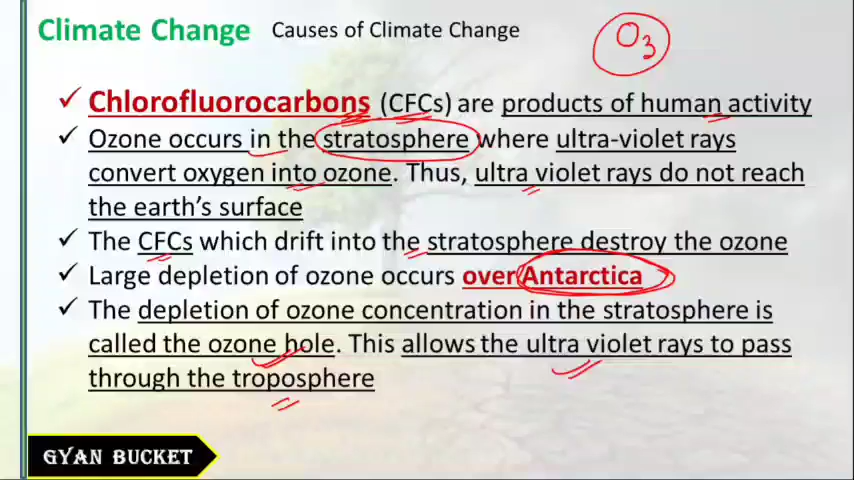 Climate Change Causes of Climate Change
O3
Chlorofluorocarbons (CFCs) are products of human activity
Ozone occurs in the stratosphere where ultra-violet rays
convert oxygen into ozone. Thus, ultra violet rays do not reach
the earth's surface
The CFCs which drift into the stratosphere destroy the ozone
Large depletion of ozone occurs over Antarctica
The depletion of ozone concentration in the stratosphere is
called the ozone hole. This allows the ultra violet rays to pass
through the troposphere
GYAN BUCKET